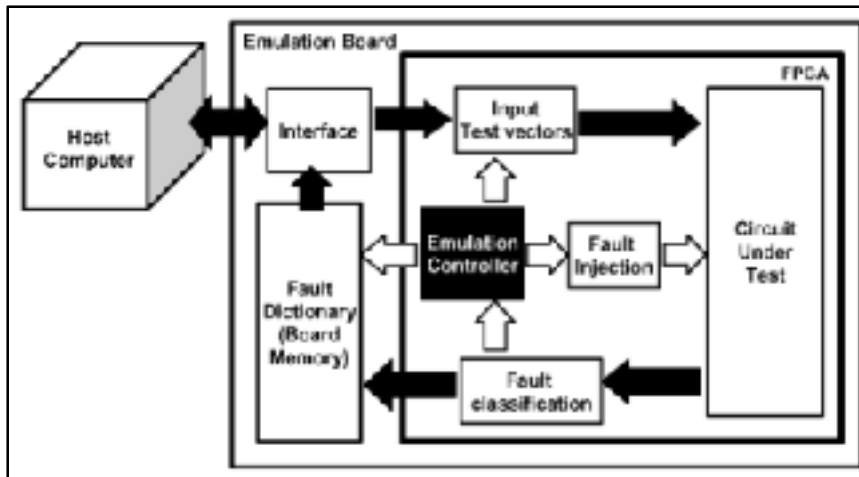 Emulation Board
FPGA
Host
Computer
Interface
Input
Test vectors
Emulation
Controller
Fault
Injection
Circuit
Under
Test
Fault
Dictionary
(Board
Memory)
Fault
classification